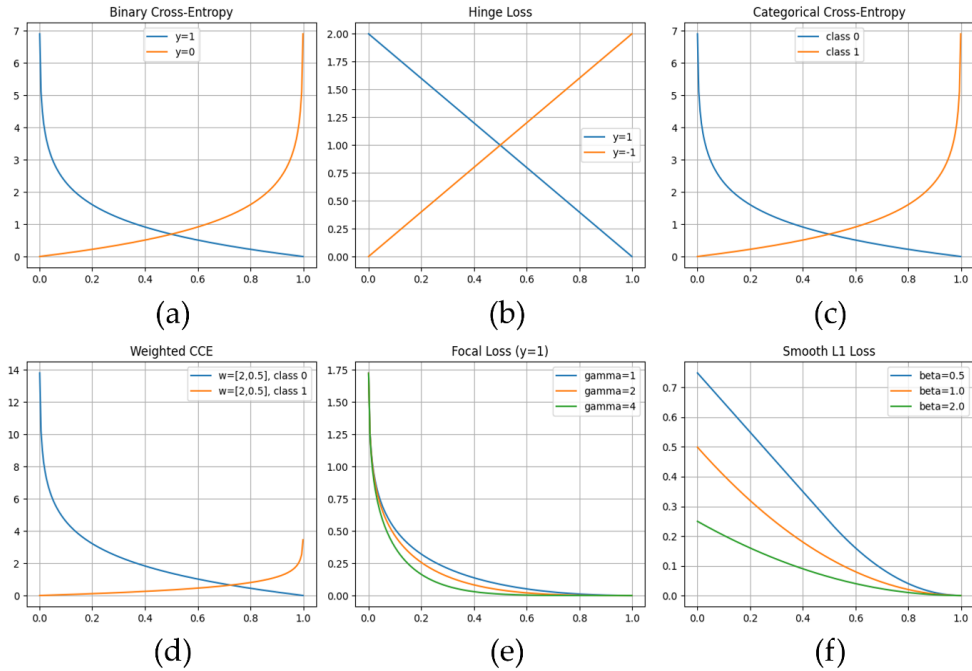 Binary Cross-Entropy
7
6
5
4
3
2
1
0
y=1
y=0
0.0 0.2 0.4 0.6 0.8 1.0
(a)
Hinge Loss
2.00
1.75
1.50
1.25
1.00
0.75
0.50
0.25
0.00
y=1
y=-1
0.0 0.2 0.4 0.6 0.8 1.0
(b)
Categorical Cross-Entropy
7
6
5
4
3
2
1
0
class 0
class 1
0.0 0.2 0.4 0.6 0.8 1.0
(c)
Weighted CCE
14
12
10
8
6
4
2
0
w=[2,0.5], class 0
w=[2,0.5], class 1
0.0 0.2 0.4 0.6 0.8 1.0
(d)
Focal Loss (y=1)
1.75
1.50
1.25
1.00
0.75
0.50
0.25
0.00
gamma=1
gamma=2
gamma=4
0.0 0.2 0.4 0.6 0.8 1.0
(e)
Smooth L1 Loss
0.7
0.6
0.5
0.4
0.3
0.2
0.1
0.0
beta=0.5
beta=1.0
beta=2.0
0.0 0.2 0.4 0.6 0.8 1.0
(f)